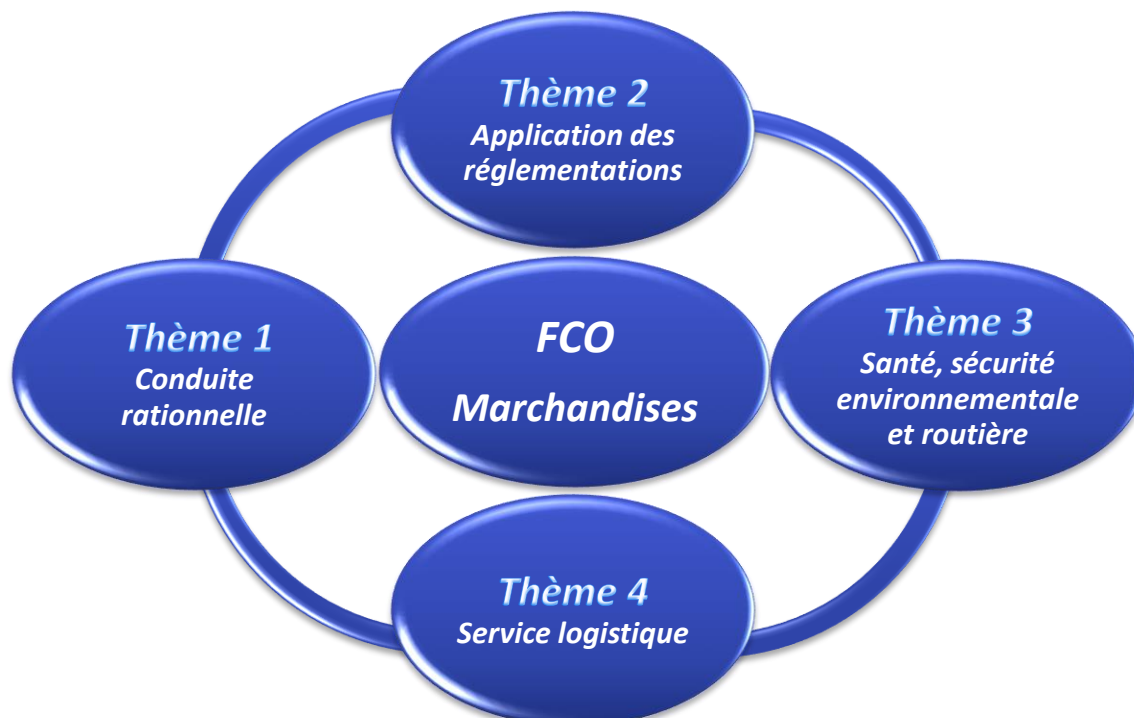 Thème 2
Application des
réglementations
Thème 1
Conduite
rationnelle
FCO
Marchandises
Thème 3
Santé, sécurité
environnementale
et routière
Thème 4
Service logistique